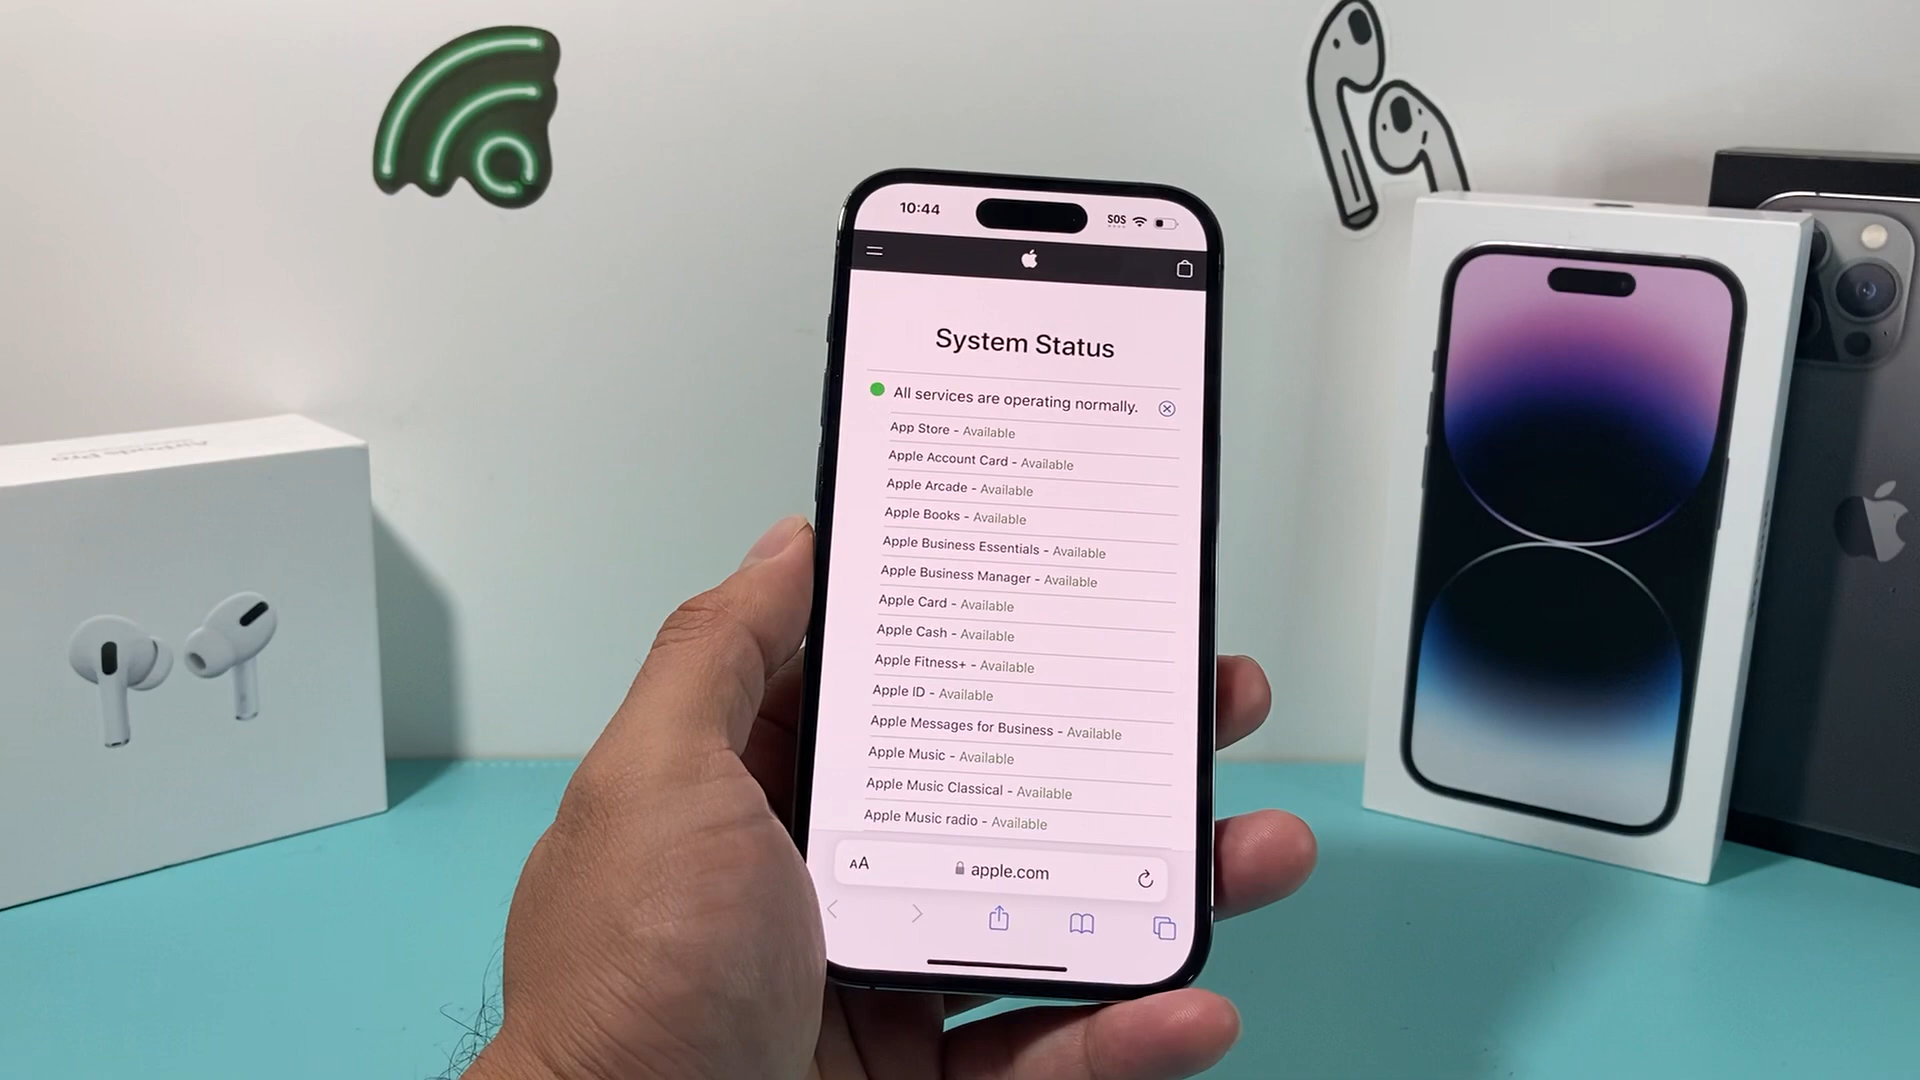 10:44
SOS
System Status
All services are operating normally.
App Store - Available
Apple Account Card - Available
Apple Arcade - Available
Apple Books - Available
Apple Business Essentials - Available
Apple Business Manager - Available
Apple Card - Available
Apple Cash - Available
Apple Fitness+ - Available
Apple ID - Available
Apple Messages for Business - Available
Apple Music - Available
Apple Music Classical - Available
Apple Music radio - Available
AA
apple.com
AirPods Pro